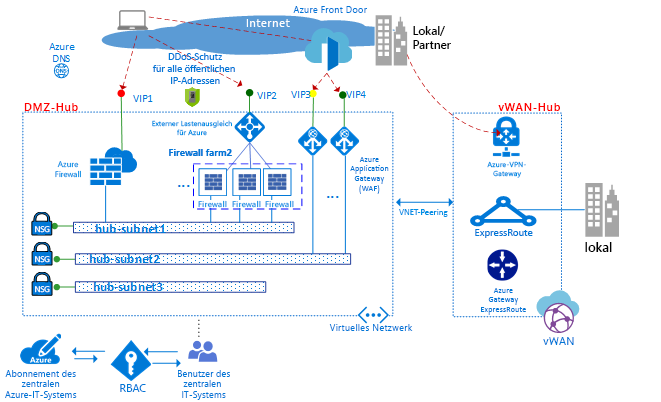 Azure Front Door
Internet
Lokal/
Partner
Azure
DNS
DNS
DDoS-Schutz
für alle öffentlichen
IP-Adressen
VIP1
VIP2
VIP3
VIP4
DMZ-Hub
vWAN-Hub
Externer Lastenausgleich
für Azure
Firewall farm2
Azure
Firewall
Azure
Application
Gateway
(WAF)
Azure-VPN-
Gateway
...
...
Firewall
Firewall
Firewall
VNET-Peering
ExpressRoute
lokal
NSG
hub-subnet1
NSG
hub-subnet2
NSG
hub-subnet3
Azure
Gateway
ExpressRoute
Virtuelles Netzwerk
vWAN
Azure
Abonnement des
zentralen
Azure-IT-Systems
RBAC
Benutzer des
zentralen
IT-Systems